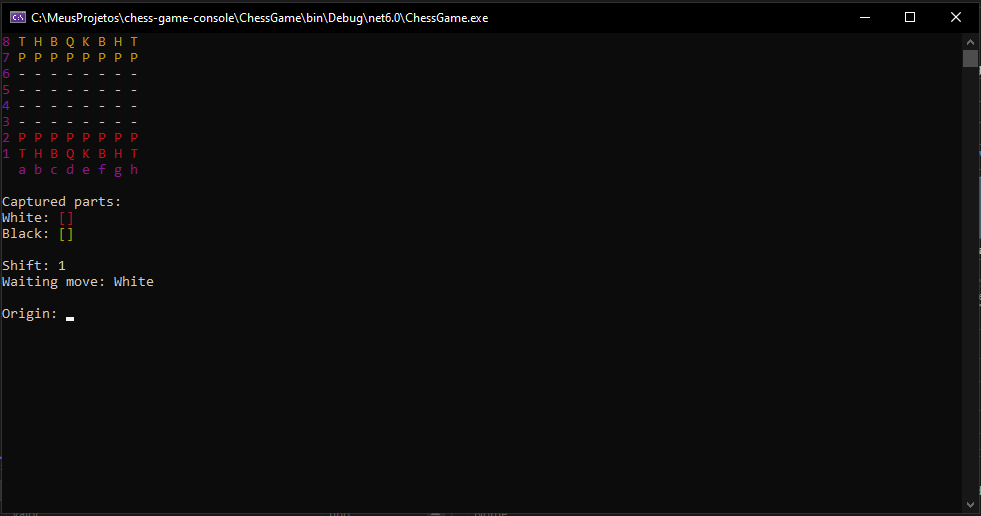 C:\MeusProjetos\chess-game-console\ChessGame\bin\Debug\net6.0\ChessGame.exe
8 T H B Q K B H T
7 P P P P P P P P
6 - - - - - - - -
5 - - - - - - - -
4 - - - - - - - -
3 - - - - - - - -
2 P P P P P P P P
1 T H B Q K B H T
a b c d e f g h
Captured parts:
White: []
Black: []
Shift: 1
Waiting move: White
Origin: